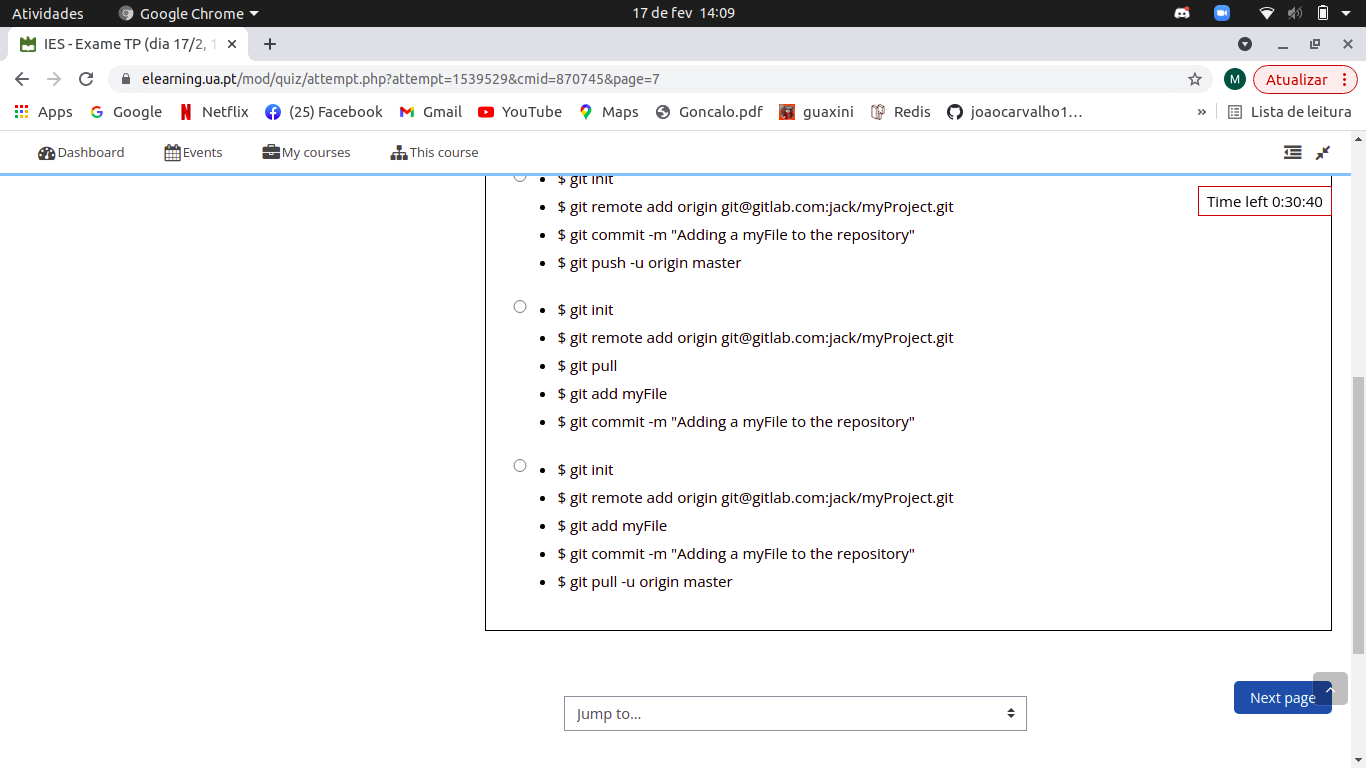 Atividades
Google Chrome
17 de fev 14:09
IES - Exame TP (dia 17/2, 1
elearning.ua.pt/mod/quiz/attempt.php?attempt=1539529&cmid=870745&page=7
M
Atualizar
Apps
Google
Netflix
(25) Facebook
Gmail
YouTube
Maps
Goncalo.pdf
guaxini
Redis
joaocarvalho1…
»
Lista de leitura
Dashboard
Events
My courses
This course
Time left 0:30:40
$ git init
$ git remote add origin git@gitlab.com:jack/myProject.git
$ git commit -m "Adding a myFile to the repository"
$ git push -u origin master
$ git init
$ git remote add origin git@gitlab.com:jack/myProject.git
$ git pull
$ git add myFile
$ git commit -m "Adding a myFile to the repository"
$ git init
$ git remote add origin git@gitlab.com:jack/myProject.git
$ git add myFile
$ git commit -m "Adding a myFile to the repository"
$ git pull -u origin master
Next page
Jump to...